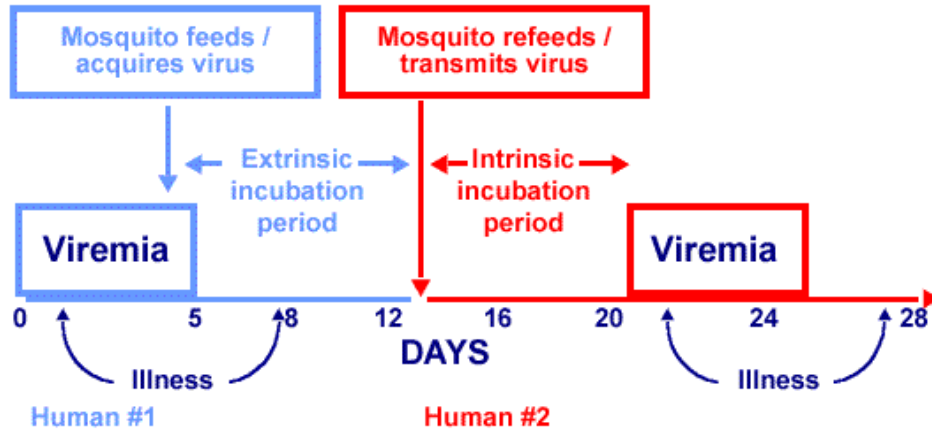 Mosquito feeds /
acquires virus
Mosquito refeeds /
transmits virus
Extrinsic
incubation
period
Intrinsic
incubation
period
Viremia
Viremia
0 5 8 12 16 20 24 28
DAYS
Illness
Illness
Human #1
Human #2